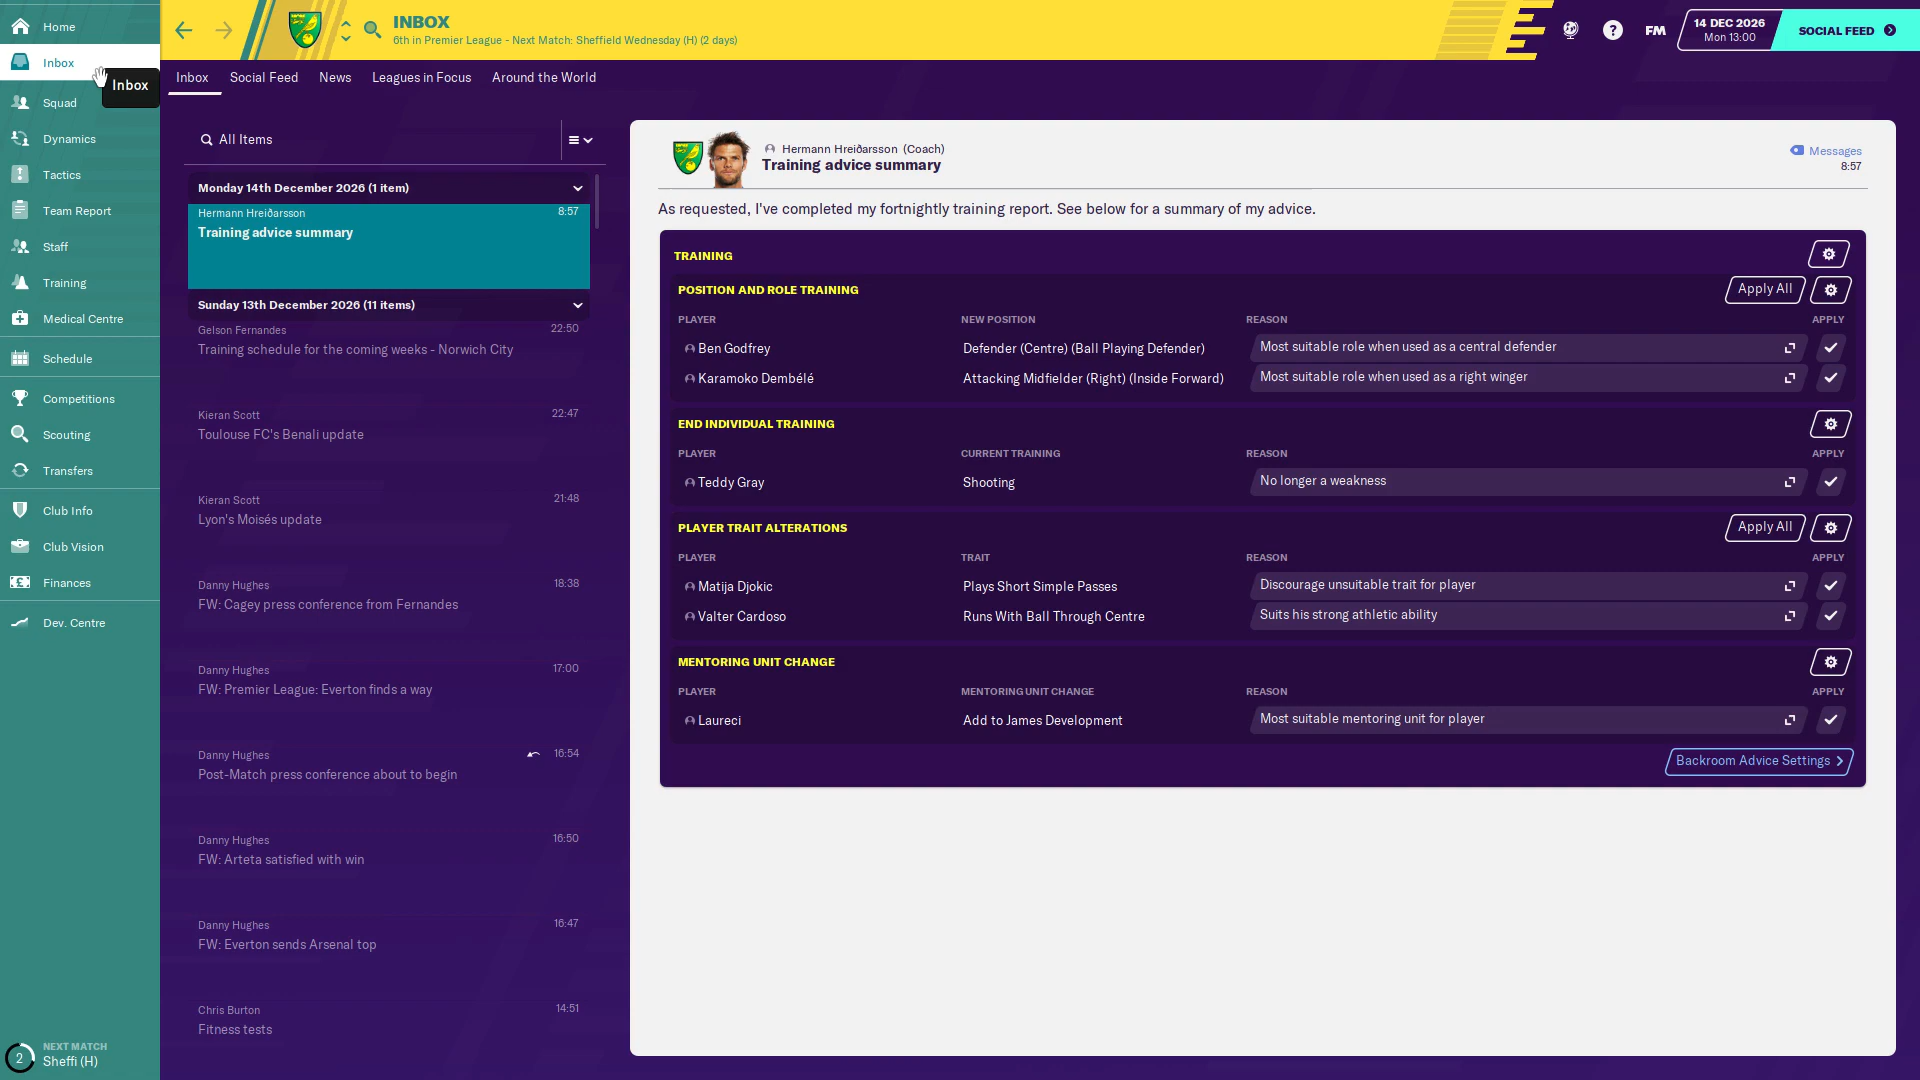 Home
Inbox
Inbox
Squad
Dynamics
Tactics
Team Report
Staff
Training
Medical Centre
Schedule
Competitions
Scouting
Transfers
Club Info
Club Vision
Finances
Dev. Centre
2
NEXT MATCH
Sheffi (H)
INBOX
6th in Premier League - Next Match: Sheffield Wednesday (H) (2 days)
FM
14 DEC 2026
Mon 13:00
SOCIAL FEED
Inbox Social Feed News Leagues in Focus Around the World
All Items
Monday 14th December 2026 (1 item)
Hermann Hreiðarsson 8:57
Training advice summary
Sunday 13th December 2026 (11 items)
Gelson Fernandes 22:50
Training schedule for the coming weeks - Norwich City
Kieran Scott 22:47
Toulouse FC's Benali update
Kieran Scott 21:48
Lyon's Moisés update
Danny Hughes 18:38
FW: Cagey press conference from Fernandes
Danny Hughes 17:00
FW: Premier League: Everton finds a way
Danny Hughes 16:54
Post-Match press conference about to begin
Danny Hughes 16:50
FW: Arteta satisfied with win
Danny Hughes 16:47
FW: Everton sends Arsenal top
Chris Burton 14:51
Fitness tests
Hermann Hreiðarsson (Coach)
Training advice summary
Messages
8:57
As requested, I've completed my fortnightly training report. See below for a summary of my advice.
TRAINING
POSITION AND ROLE TRAINING Apply All
PLAYER NEW POSITION REASON APPLY
Ben Godfrey Defender (Centre) (Ball Playing Defender) Most suitable role when used as a central defender
Karamoko Dembélé Attacking Midfielder (Right) (Inside Forward) Most suitable role when used as a right winger
END INDIVIDUAL TRAINING
PLAYER CURRENT TRAINING REASON APPLY
Teddy Gray Shooting No longer a weakness
PLAYER TRAIT ALTERATIONS Apply All
PLAYER TRAIT REASON APPLY
Matija Djokic Plays Short Simple Passes Discourage unsuitable trait for player
Valter Cardoso Runs With Ball Through Centre Suits his strong athletic ability
MENTORING UNIT CHANGE
PLAYER MENTORING UNIT CHANGE REASON APPLY
Laureci Add to James Development Most suitable mentoring unit for player
Backroom Advice Settings